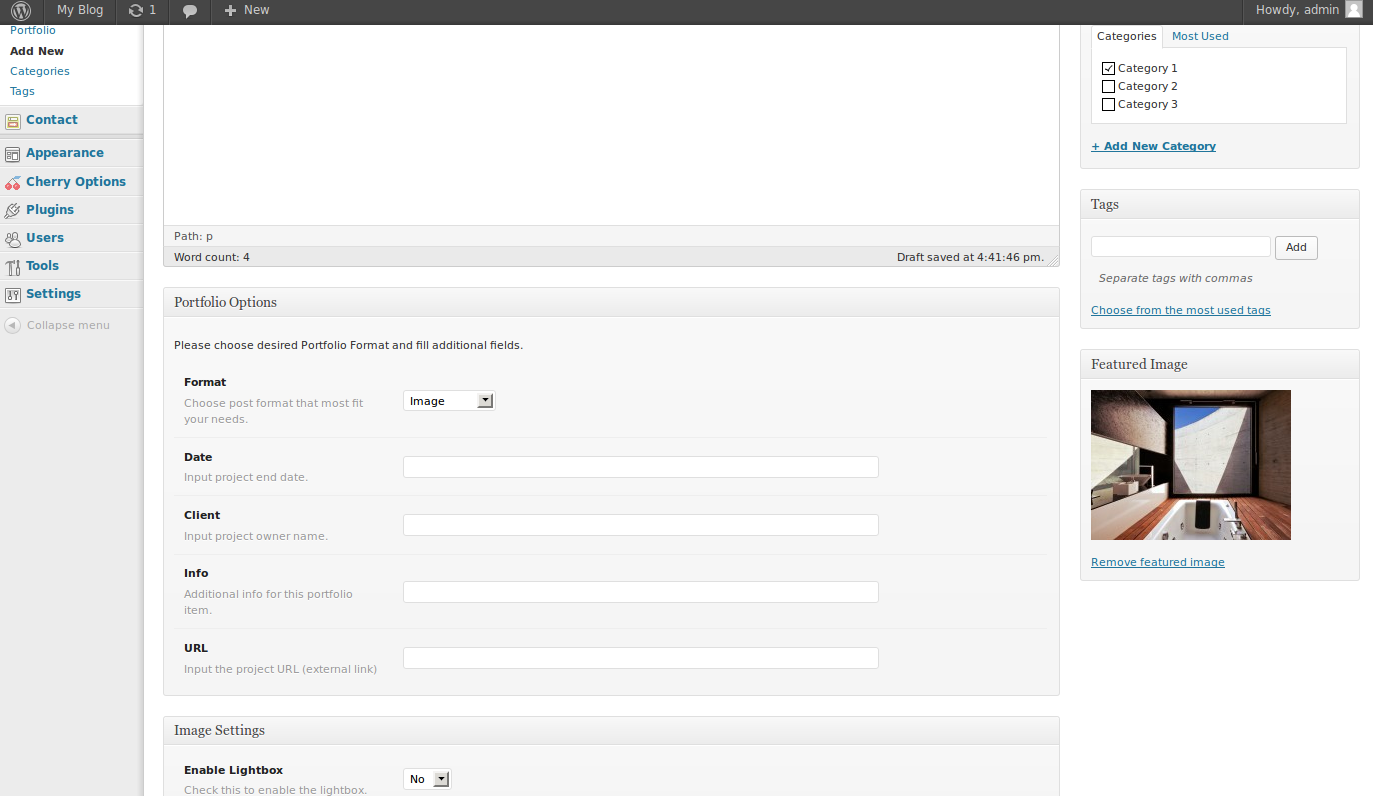 My Blog 1 New Howdy, admin
Portfolio
Add New
Categories
Tags
Contact
Appearance
Cherry Options
Plugins
Users
Tools
Settings
Collapse menu
Path: p
Word count: 4 Draft saved at 4:41:46 pm.
Portfolio Options
Please choose desired Portfolio Format and fill additional fields.
Format
Choose post format that most fit
your needs.
Image
Date
Input project end date.
Client
Input project owner name.
Info
Additional info for this portfolio
item.
URL
Input the project URL (external link)
Image Settings
Enable Lightbox
Check this to enable the lightbox.
No
Categories Most Used
Category 1
Category 2
Category 3
+ Add New Category
Tags
Add
Separate tags with commas
Choose from the most used tags
Featured Image
Remove featured image